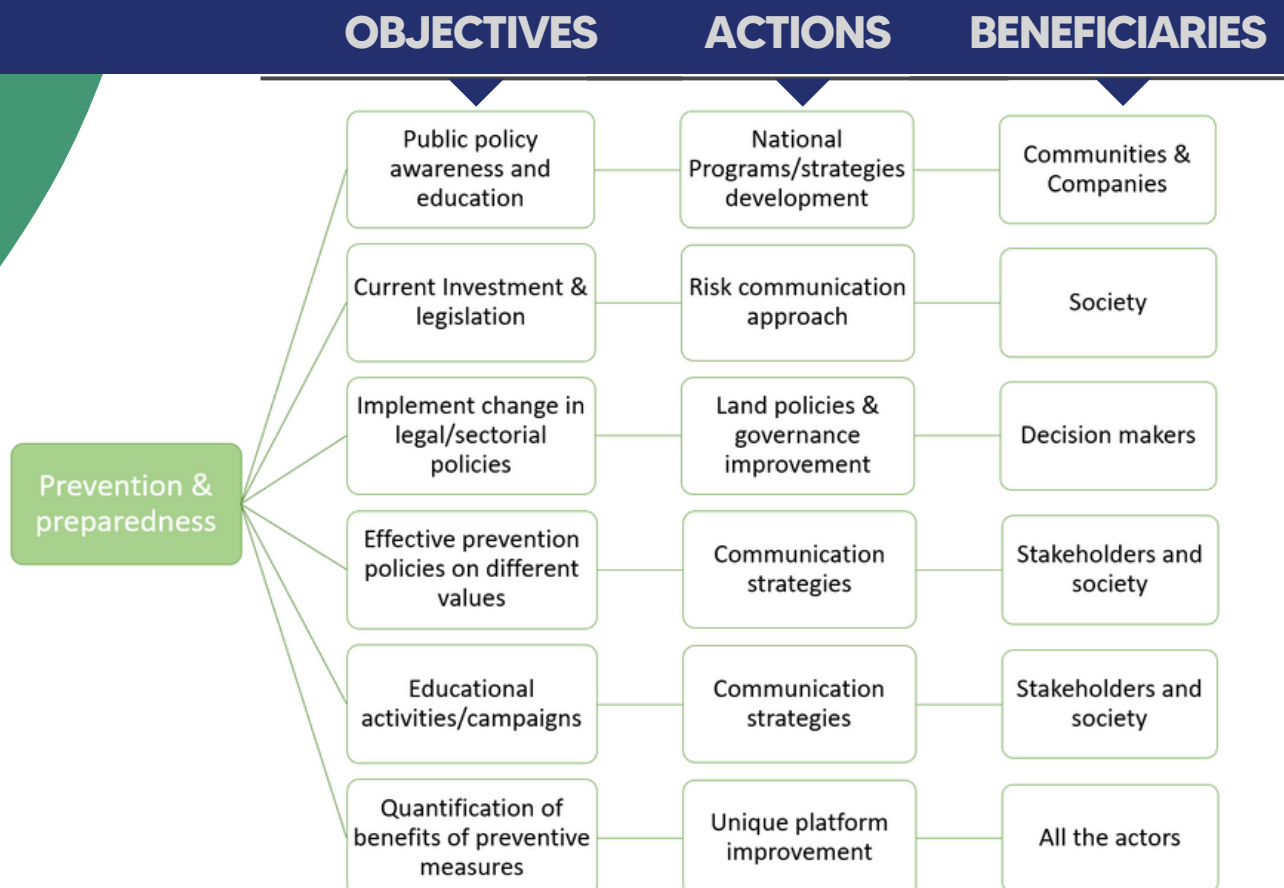 OBJECTIVES ACTIONS BENEFICIARIES
Prevention &
preparedness
Public policy
awareness and
education
National
Programs/strategies
development
Communities &
Companies
Current Investment &
legislation
Risk communication
approach
Society
Implement change in
legal/sectorial
policies
Land policies &
governance
improvement
Decision makers
Effective prevention
policies on different
values
Communication
strategies
Stakeholders and
society
Educational
activities/campaigns
Communication
strategies
Stakeholders and
society
Quantification of
benefits of preventive
measures
Unique platform
improvement
All the actors